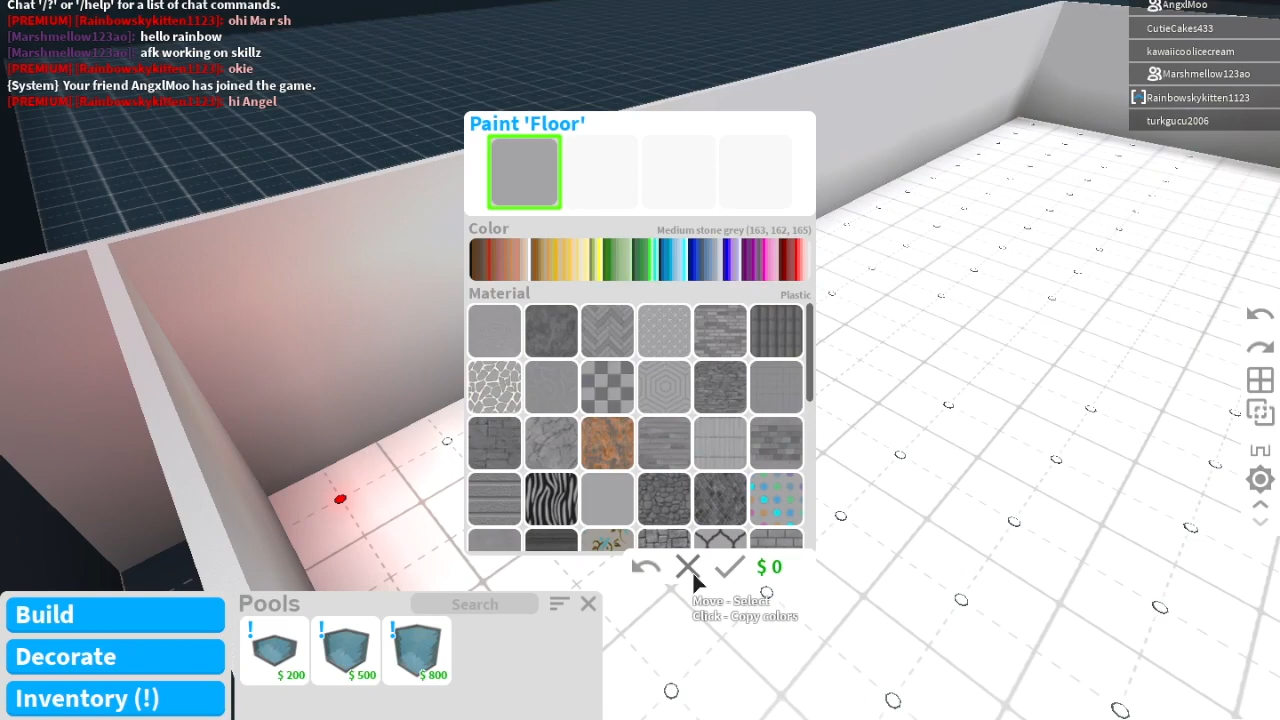 Chat '/?' or '/help' for a list of chat commands.
[PREMIUM] [Rainbowskykitten1123]: ohi Ma r sh
[Marshmellow123ao]: hello rainbow
[Marshmellow123ao]: afk working on skillz
[PREMIUM] [Rainbowskykitten1123]: okie
{System} Your friend AngxlMoo has joined the game.
[PREMIUM] [Rainbowskykitten1123]: hi Angel
AngxlMoo
CutieCakes433
kawaiicoolicecream
Marshmellow123ao
Rainbowskykitten1123
turkgucu2006
Paint 'Floor'
Color Medium stone grey (163, 162, 165)
Material Plastic
$ 0
Move - Select
Click - Copy colors
Build
Decorate
Inventory (!)
Pools Search
! ! !
$ 200 $ 500 $ 800